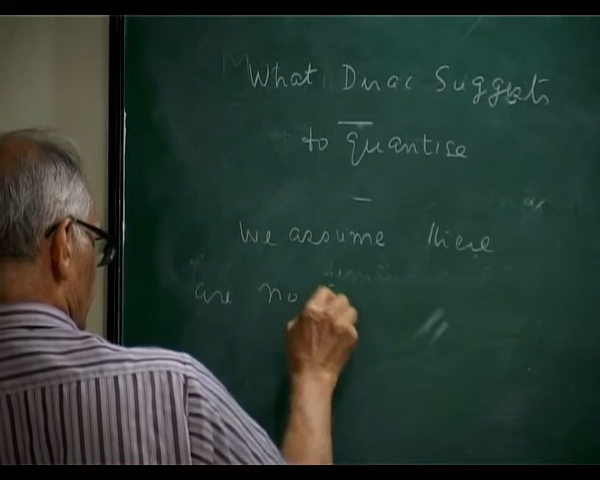 What Dirac Suggests
to quantise
We assume there
are no